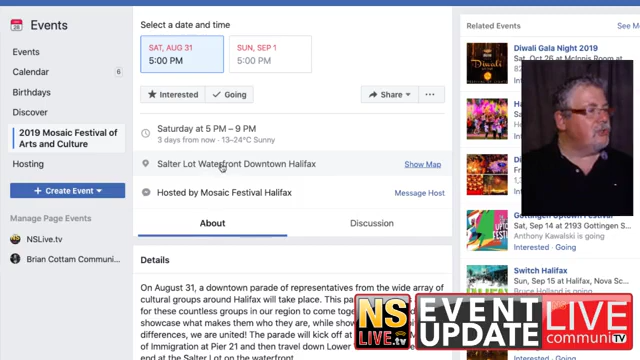 Events
Events
Calendar 6
Birthdays
Discover
2019 Mosaic Festival of
Arts and Culture
Hosting
+ Create Event
Manage Page Events
NSLive.tv
Brian Cottam Communi...
Select a date and time
SAT, AUG 31
5:00 PM
SUN, SEP 1
5:00 PM
Interested
Going
Share
Saturday at 5 PM – 9 PM
3 days from now · 13–24°C Sunny
Salter Lot Waterfront Downtown Halifax
Show Map
Hosted by Mosaic Festival Halifax
Message Host
About
Discussion
Details
On August 31, a downtown parade of representatives from the wide array of
cultural groups around Halifax will take place. This
for these countless groups in our region to come
showcase what makes them who they are, while
differences, we are united! The parade will kick off at
of Immigration at Pier 21 and then travel down Lower
end at the Salter Lot on the waterfront.
Related Events
See
Diwali Gala Night 2019
Sat, Oct 26 at McInnis Room at
Gottingen Uptown Festival
Sat, Sep 14 at 2193 Gottingen S...
Anthony Kawalski is going
Interested · Going
Switch Halifax
Sun, Sep 15 at Halifax, Nova Sc...
Bruce Holland is going
NS
LIVE.tv
EVENT
UPDATE
LIVE
communiTV